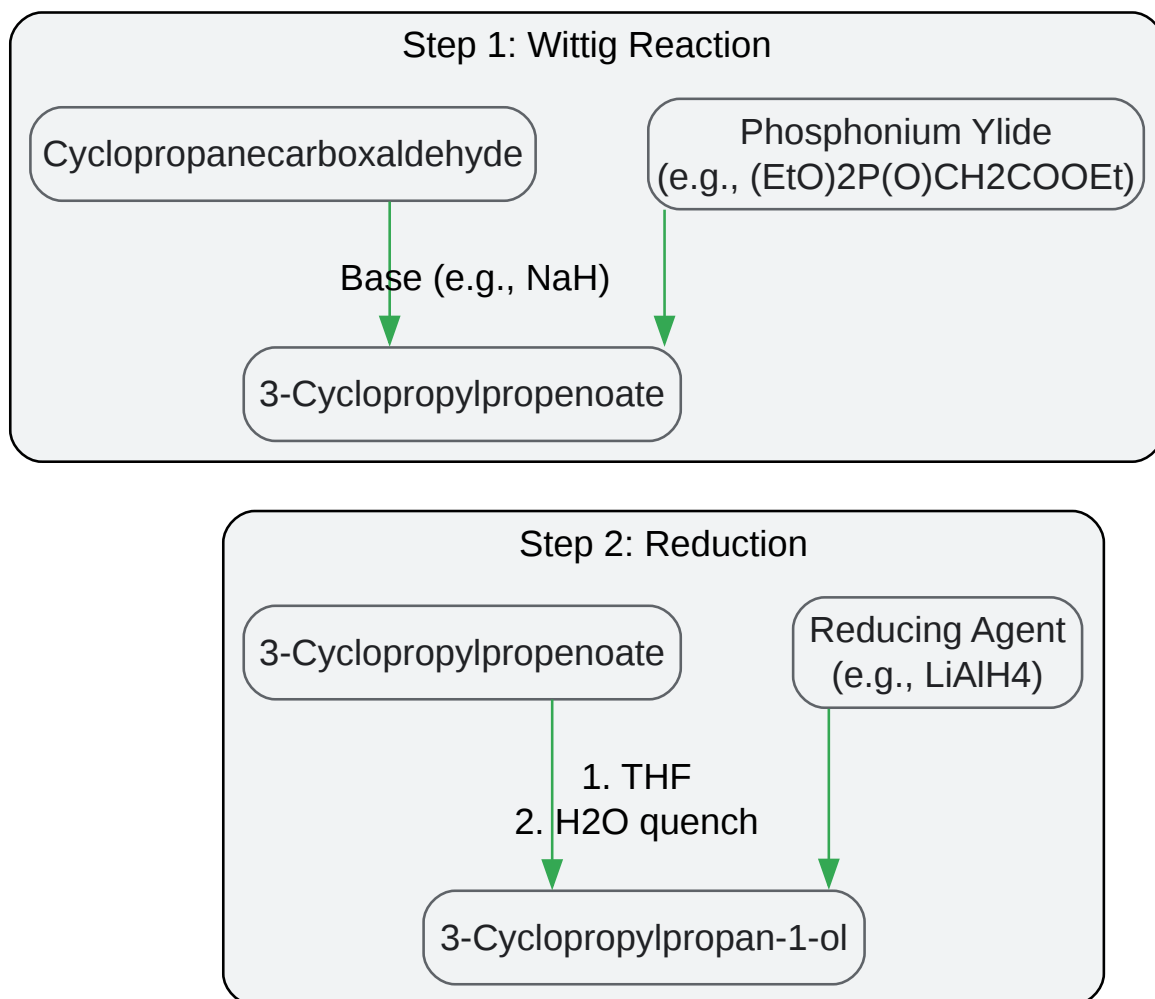 Step 1: Wittig Reaction
Cyclopropanecarboxaldehyde
Phosphonium Ylide
(e.g., (EtO)2P(O)CH2COOEt)
Base (e.g., NaH)
3-Cyclopropylpropenoate
Step 2: Reduction
3-Cyclopropylpropenoate
Reducing Agent
(e.g., LiAlH4)
1. THF
2. H2O quench
3-Cyclopropylpropan-1-ol